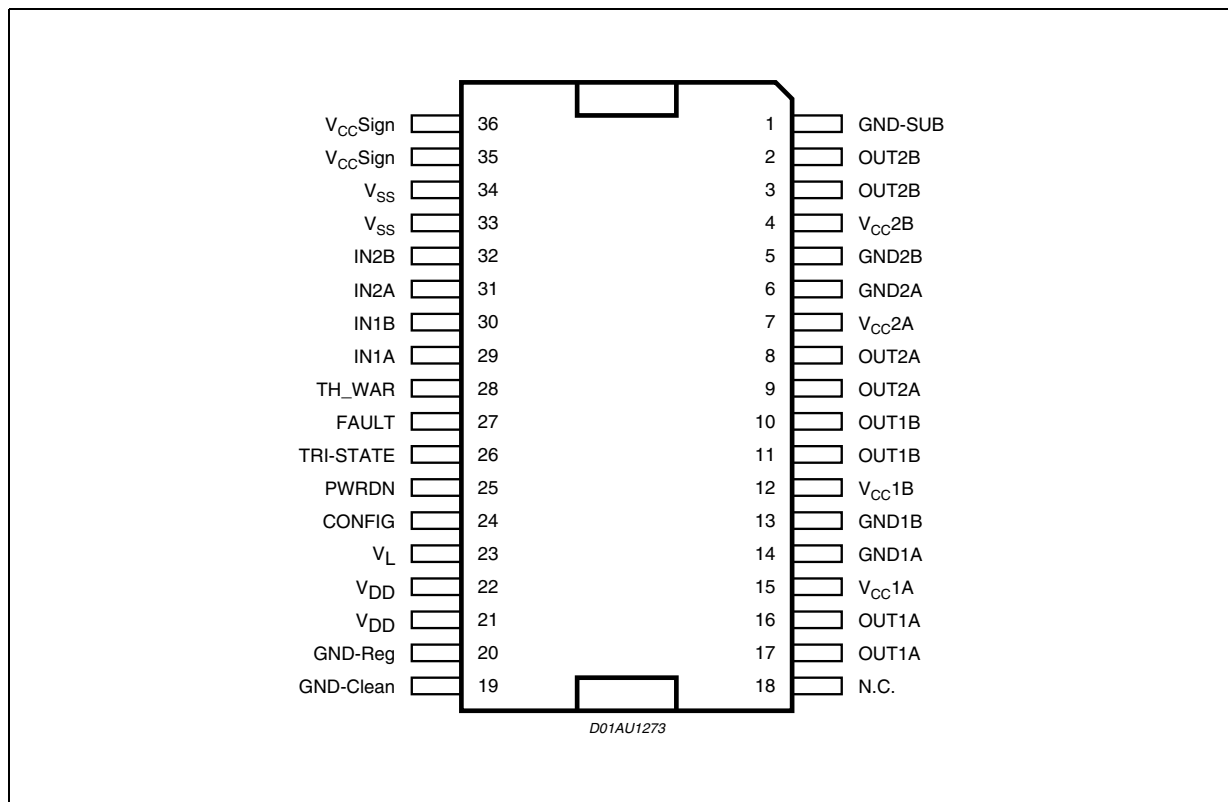 VCCSign 36 1 GND-SUB
VCCSign 35 2 OUT2B
VSS 34 3 OUT2B
VSS 33 4 VCC2B
IN2B 32 5 GND2B
IN2A 31 6 GND2A
IN1B 30 7 VCC2A
IN1A 29 8 OUT2A
TH_WAR 28 9 OUT2A
FAULT 27 10 OUT1B
TRI-STATE 26 11 OUT1B
PWRDN 25 12 VCC1B
CONFIG 24 13 GND1B
VL 23 14 GND1A
VDD 22 15 VCC1A
VDD 21 16 OUT1A
GND-Reg 20 17 OUT1A
GND-Clean 19 18 N.C.
D01AU1273